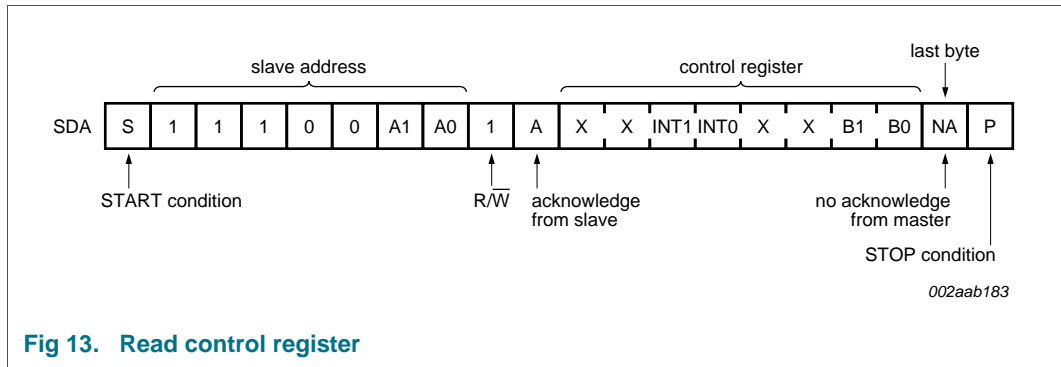 last byte
slave address control register
SDA S 1 1 1 0 0 A1 A0 1 A X X INT1 INT0 X X B1 B0 NA P
START condition R/W̅ acknowledge from slave no acknowledge from master
STOP condition
002aab183
Fig 13. Read control register